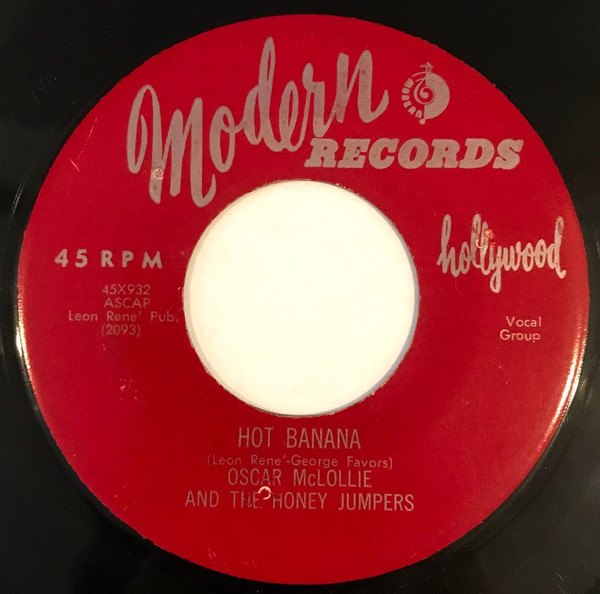 Modern
RECORDS
hollywood
45 RPM
45X932
ASCAP
Leon Rene' Pub.
(2093)
Vocal
Group
HOT BANANA
(Leon Rene'-George Favors)
OSCAR McLOLLIE
AND THE HONEY JUMPERS